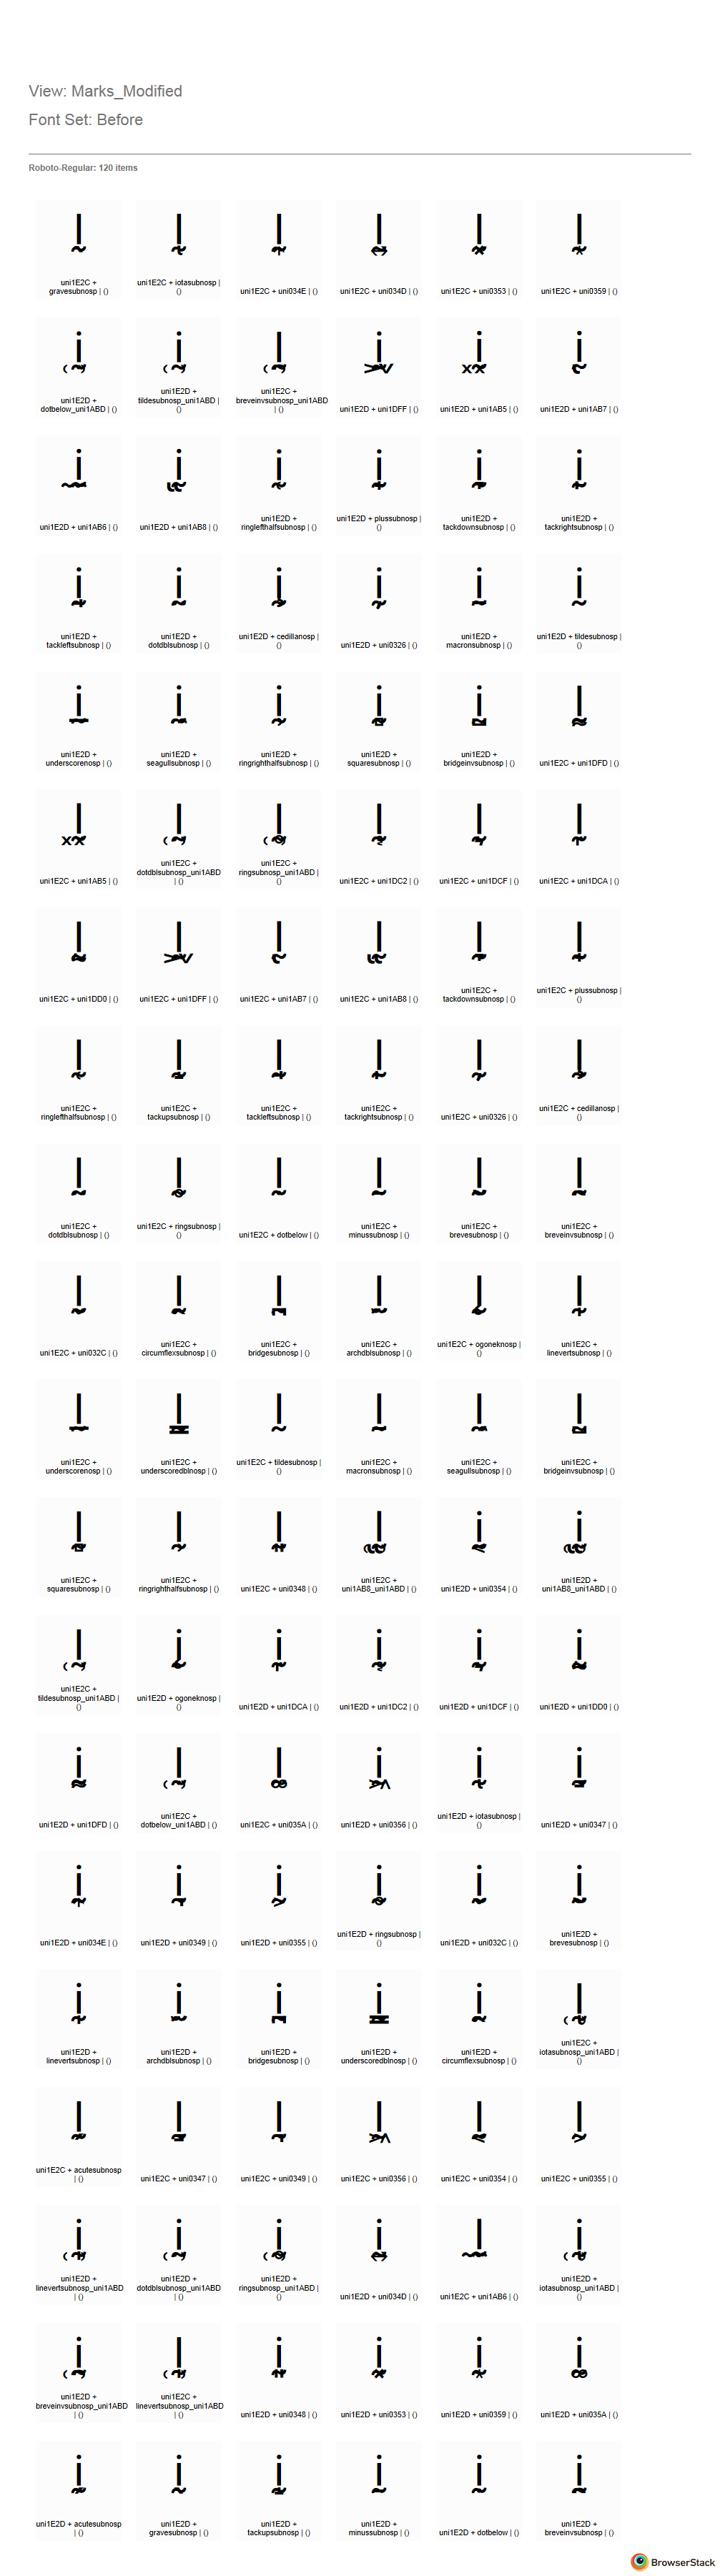 View: Marks_Modified
Font Set: Before
Roboto-Regular: 120 items
uni1E2C +
gravesubnosp | ()
uni1E2C + iotasubnosp |
()
uni1E2C + uni034E | ()
uni1E2C + uni034D | ()
uni1E2C + uni0353 | ()
uni1E2C + uni0359 | ()
uni1E2D +
dotbelow_uni1ABD | ()
uni1E2D +
tildesubnosp_uni1ABD |
()
uni1E2C +
breveinvsubnosp_uni1ABD
| ()
uni1E2D + uni1DFF | ()
uni1E2D + uni1AB5 | ()
uni1E2D + uni1AB7 | ()
uni1E2D + uni1AB6 | ()
uni1E2D + uni1AB8 | ()
uni1E2D +
ringlefthalfsubnosp | ()
uni1E2D + plussubnosp |
()
uni1E2D +
tackdownsubnosp | ()
uni1E2D +
tackrightsubnosp | ()
uni1E2D +
tackleftsubnosp | ()
uni1E2D +
dotdblsubnosp | ()
uni1E2D + cedillanosp |
()
uni1E2D + uni0326 | ()
uni1E2D +
macronsubnosp | ()
uni1E2D + tildesubnosp |
()
uni1E2D +
underscorenosp | ()
uni1E2D +
seagullsubnosp | ()
uni1E2D +
ringrighthalfsubnosp | ()
uni1E2D +
squaresubnosp | ()
uni1E2D +
bridgeinvsubnosp | ()
uni1E2C + uni1DFD | ()
uni1E2C + uni1AB5 | ()
uni1E2C +
dotdblsubnosp_uni1ABD
| ()
uni1E2C +
ringsubnosp_uni1ABD |
()
uni1E2C + uni1DC2 | ()
uni1E2C + uni1DCF | ()
uni1E2C + uni1DCA | ()
uni1E2C + uni1DD0 | ()
uni1E2C + uni1DFF | ()
uni1E2C + uni1AB7 | ()
uni1E2C + uni1AB8 | ()
uni1E2C +
tackdownsubnosp | ()
uni1E2C + plussubnosp |
()
uni1E2C +
ringlefthalfsubnosp | ()
uni1E2C +
tackupsubnosp | ()
uni1E2C +
tackleftsubnosp | ()
uni1E2C +
tackrightsubnosp | ()
uni1E2C + uni0326 | ()
uni1E2C + cedillanosp |
()
uni1E2C +
dotdblsubnosp | ()
uni1E2C + ringsubnosp |
()
uni1E2C + dotbelow | ()
uni1E2C +
minussubnosp | ()
uni1E2C +
brevesubnosp | ()
uni1E2C +
breveinvsubnosp | ()
uni1E2C + uni032C | ()
uni1E2C +
circumflexsubnosp | ()
uni1E2C +
bridgesubnosp | ()
uni1E2C +
archdblsubnosp | ()
uni1E2C + ogoneknosp |
()
uni1E2C +
linevertsubnosp | ()
uni1E2C +
underscorenosp | ()
uni1E2C +
underscoredblnosp | ()
uni1E2C + tildesubnosp |
()
uni1E2C +
macronsubnosp | ()
uni1E2C +
seagullsubnosp | ()
uni1E2C +
bridgeinvsubnosp | ()
uni1E2C +
squaresubnosp | ()
uni1E2C +
ringrighthalfsubnosp | ()
uni1E2C + uni0348 | ()
uni1E2C +
uni1AB8_uni1ABD | ()
uni1E2D + uni0354 | ()
uni1E2D +
uni1AB8_uni1ABD | ()
uni1E2C +
tildesubnosp_uni1ABD |
()
uni1E2D + ogoneknosp |
()
uni1E2D + uni1DCA | ()
uni1E2D + uni1DC2 | ()
uni1E2D + uni1DCF | ()
uni1E2D + uni1DD0 | ()
uni1E2D + uni1DFD | ()
uni1E2C +
dotbelow_uni1ABD | ()
uni1E2C + uni035A | ()
uni1E2D + uni0356 | ()
uni1E2D + iotasubnosp |
()
uni1E2D + uni0347 | ()
uni1E2D + uni034E | ()
uni1E2D + uni0349 | ()
uni1E2D + uni0355 | ()
uni1E2D + ringsubnosp |
()
uni1E2D + uni032C | ()
uni1E2D +
brevesubnosp | ()
uni1E2D +
linevertsubnosp | ()
uni1E2D +
archdblsubnosp | ()
uni1E2D +
bridgesubnosp | ()
uni1E2D +
underscoredblnosp | ()
uni1E2D +
circumflexsubnosp | ()
uni1E2C +
iotasubnosp_uni1ABD |
()
uni1E2C + acutesubnosp
| ()
uni1E2C + uni0347 | ()
uni1E2C + uni0349 | ()
uni1E2C + uni0356 | ()
uni1E2C + uni0354 | ()
uni1E2C + uni0355 | ()
uni1E2D +
linevertsubnosp_uni1ABD
| ()
uni1E2D +
dotdblsubnosp_uni1ABD
| ()
uni1E2D +
ringsubnosp_uni1ABD |
()
uni1E2D + uni034D | ()
uni1E2C + uni1AB6 | ()
uni1E2D +
iotasubnosp_uni1ABD |
()
uni1E2D +
breveinvsubnosp_uni1ABD
| ()
uni1E2C +
linevertsubnosp_uni1ABD
| ()
uni1E2D + uni0348 | ()
uni1E2D + uni0353 | ()
uni1E2D + uni0359 | ()
uni1E2D + uni035A | ()
uni1E2D + acutesubnosp
| ()
uni1E2D +
gravesubnosp | ()
uni1E2D +
tackupsubnosp | ()
uni1E2D +
minussubnosp | ()
uni1E2D + dotbelow | ()
uni1E2D +
breveinvsubnosp | ()
BrowserStack